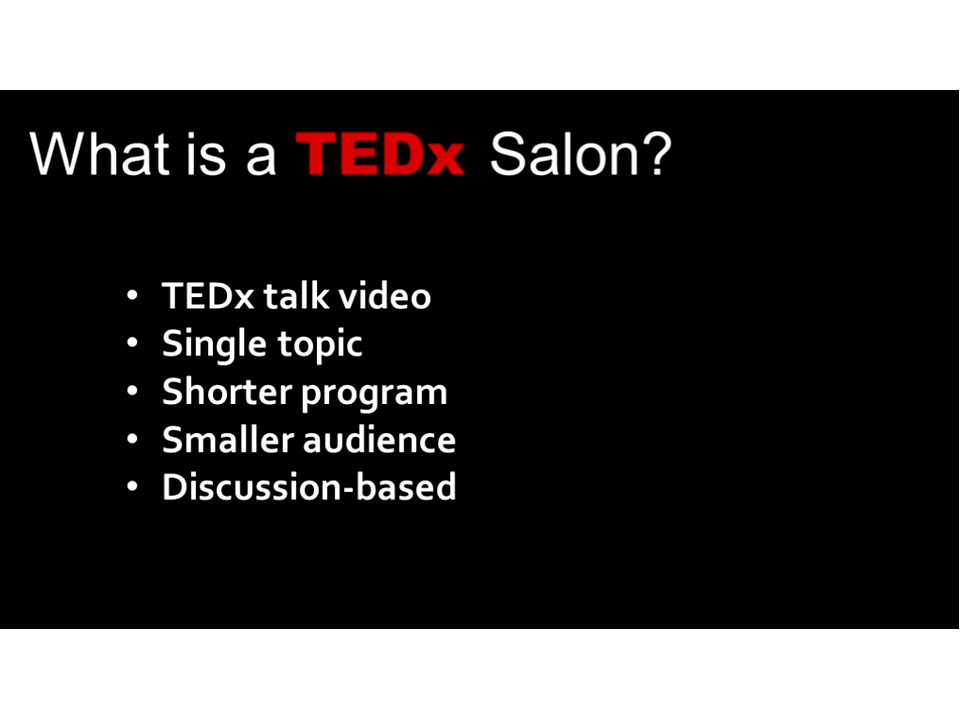 What is a TEDx Salon?
• TEDx talk video
• Single topic
• Shorter program
• Smaller audience
• Discussion-based